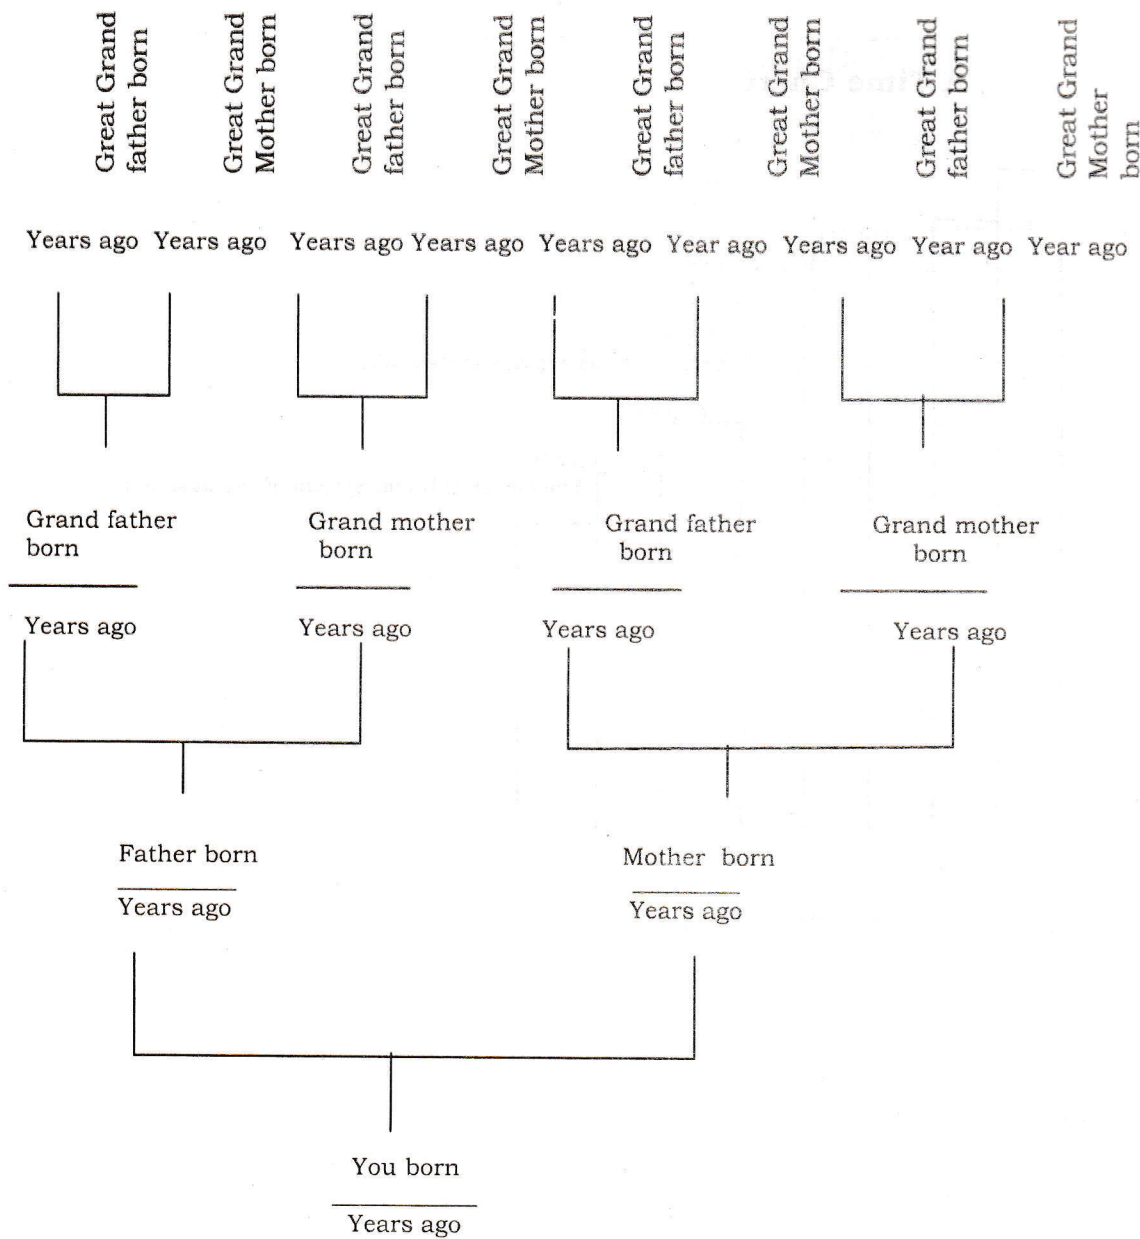 Great Grand
father born
Great Grand
Mother born
Great Grand
father born
Great Grand
Mother born
Great Grand
father born
Great Grand
Mother born
Great Grand
father born
Great Grand
Mother
born
Years ago Years ago Years ago Years ago Years ago Year ago Years ago Year ago Year ago
Grand father
born
Grand mother
born
Grand father
born
Grand mother
born
Years ago Years ago Years ago Years ago
Father born
Years ago
Mother born
Years ago
You born
Years ago